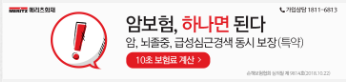 메리츠화재
가입상담 1811-6813
암보험, 하나면 된다
암, 뇌졸중, 급성심근경색 동시 보장(특약)
10초 보험료 계산 >